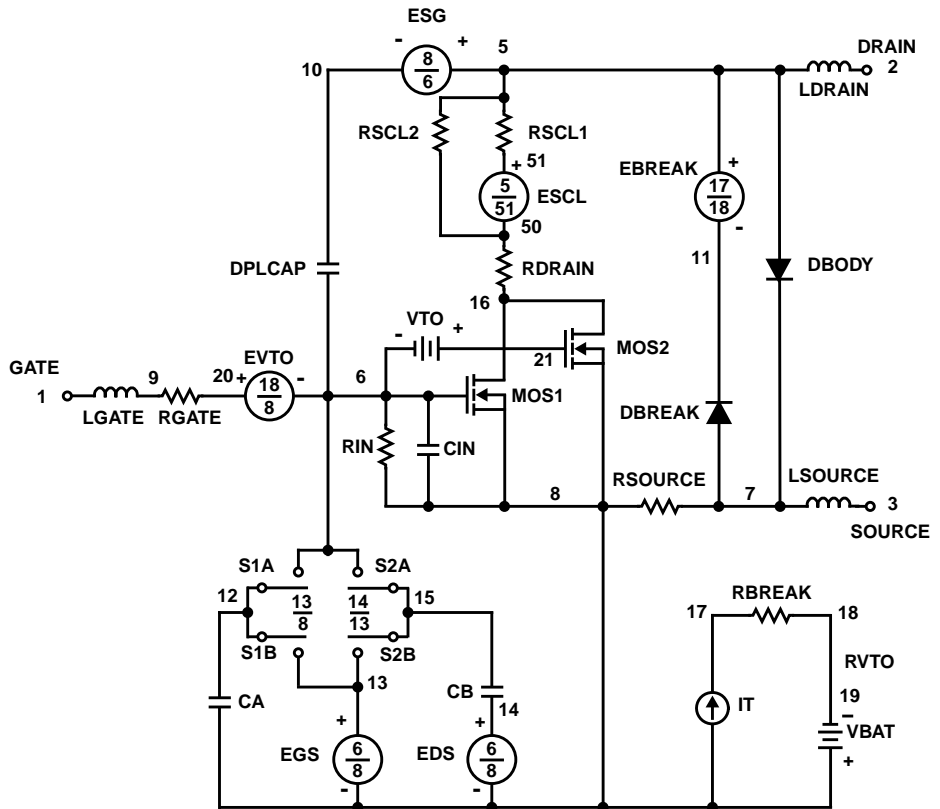 ESG
- + 5
DRAIN
2
10
8
6
LDRAIN
RSCL2
RSCL1
+ 51
EBREAK
+
17
18
-
5
51
ESCL
50
11
DBODY
DPLCAP
RDRAIN
16
- VTO +
21
MOS2
GATE
1
9
20 +
EVTO
-
18
8
6
MOS1
DBREAK
LGATE
RGATE
RIN
CIN
8
RSOURCE
7
LSOURCE
3
SOURCE
S1A
S2A
12
13
8
14
13
15
S1B
S2B
13
RBREAK
17
18
CA
CB
14
RVTO
19
IT
-
VBAT
+
EGS
+
6
8
-
EDS
+
6
8
-